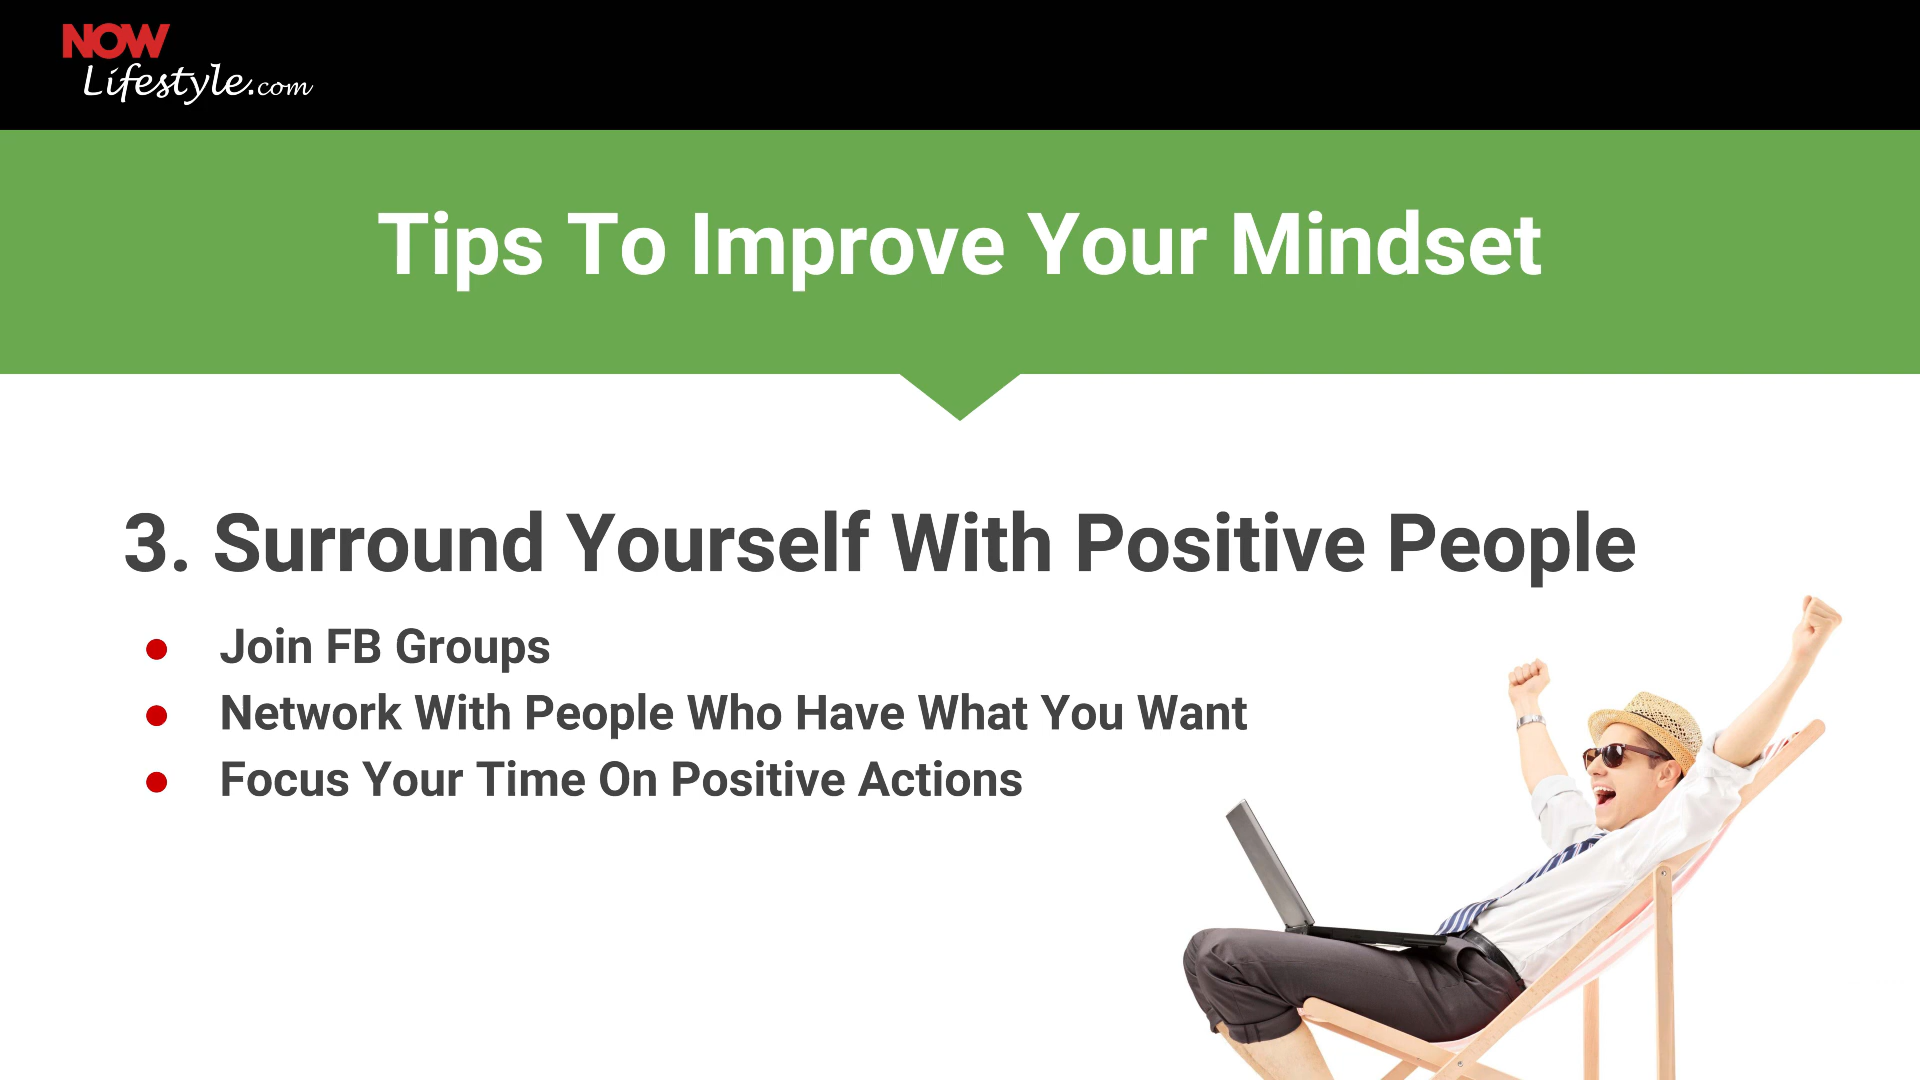 NOW
Lifestyle.com
Tips To Improve Your Mindset
3. Surround Yourself With Positive People
● Join FB Groups
● Network With People Who Have What You Want
● Focus Your Time On Positive Actions